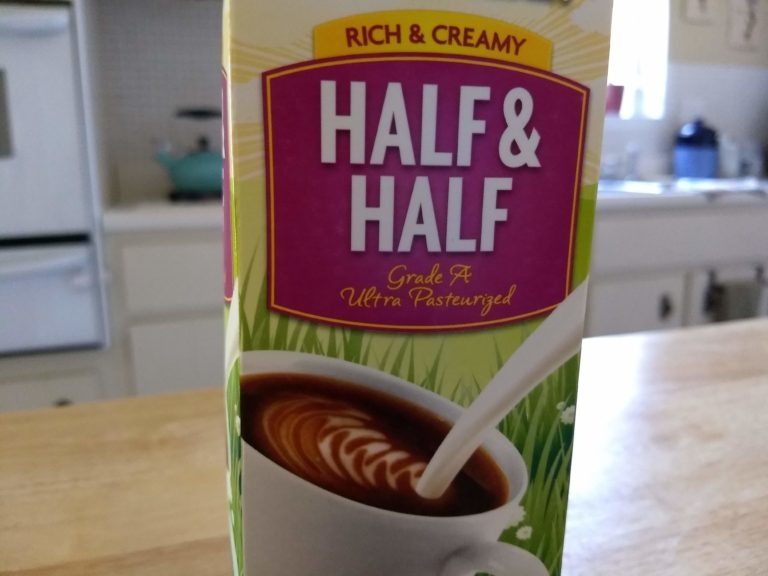 RICH & CREAMY
HALF &
HALF
Grade A
Ultra Pasteurized